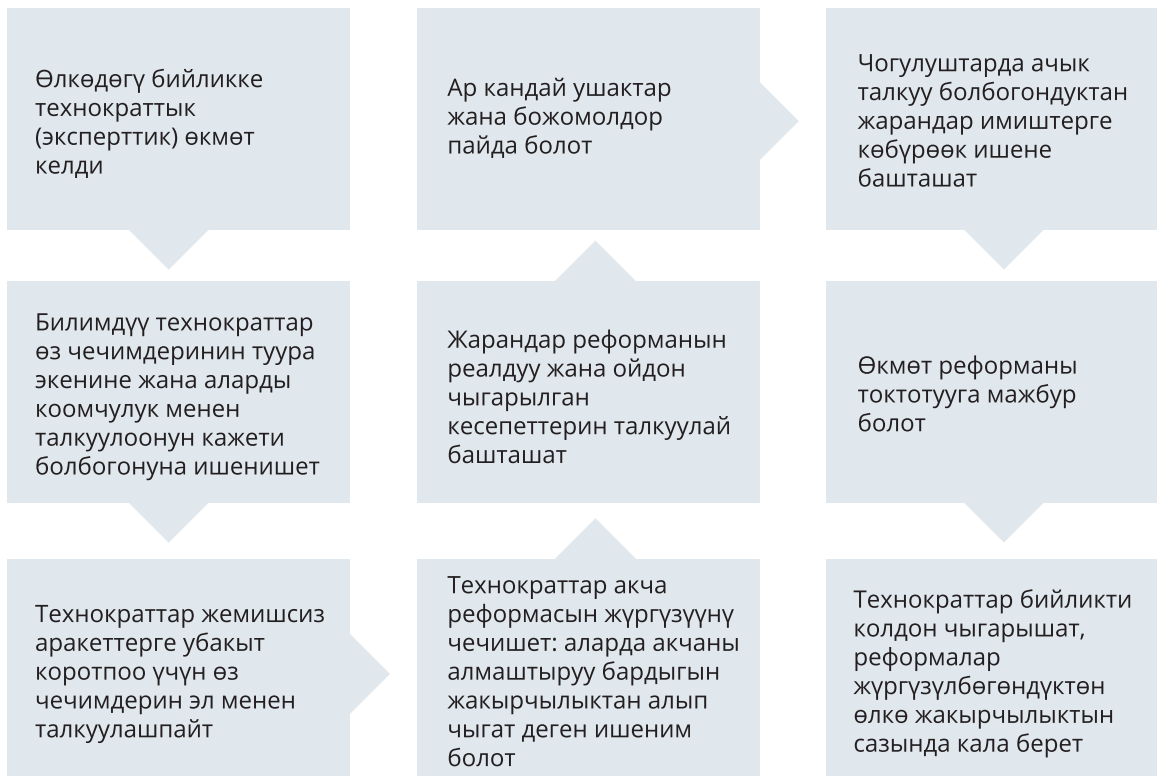 Өлкөдөгү бийликке
технократтык
(эксперттик) өкмөт
келди
Билимдүү технократтар
өз чечимдеринин туура
экенине жана аларды
коомчулук менен
талкуулоонун кажети
болбогонуна ишенишет
Технократтар жемишсиз
аракеттерге убакыт
коротпоо үчүн өз
чечимдерин эл менен
талкуулашпайт
Технократтар акча
реформасын жүргүзүүнү
чечишет: аларда акчаны
алмаштыруу бардыгын
жакырчылыктан алып
чыгат деген ишеним
болот
Жарандар реформанын
реалдуу жана ойдон
чыгарылган
кесепеттерин талкуулай
башташат
Ар кандай ушактар
жана божомолдор
пайда болот
Чогулуштарда ачык
талкуу болбогондуктан
жарандар имиштерге
көбүрөөк ишене
башташат
Өкмөт реформаны
токтотууга мажбур
болот
Технократтар бийликти
колдон чыгарышат,
реформалар
жүргүзүлбөгөндүктөн
өлкө жакырчылыктын
сазында кала берет